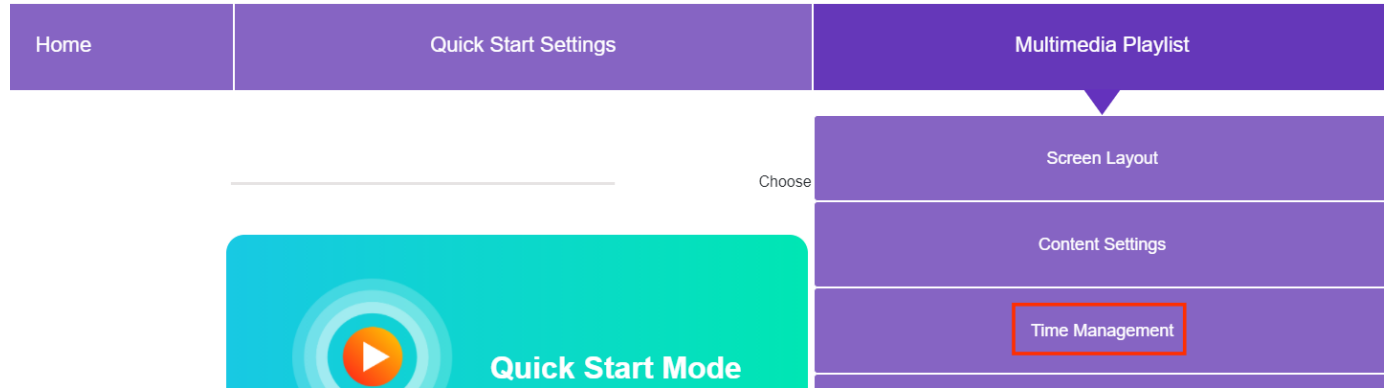 Home
Quick Start Settings
Multimedia Playlist
Screen Layout
Choose
Content Settings
Time Management
Quick Start Mode